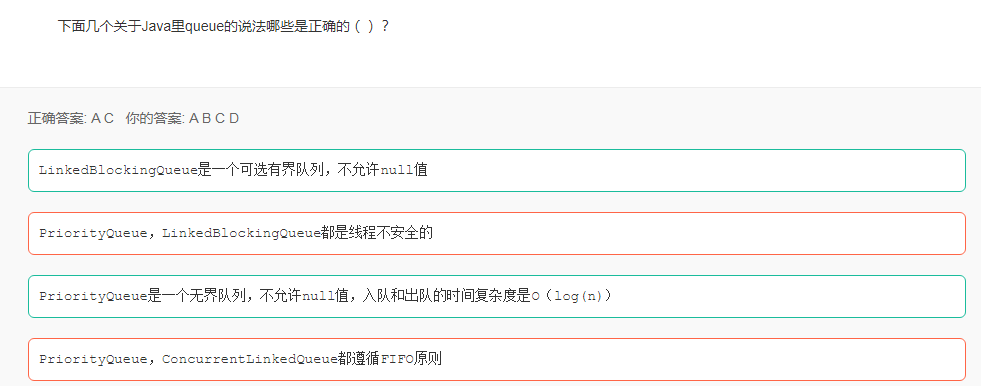 下面几个关于Java里queue的说法哪些是正确的（ ）？
正确答案: A C 你的答案: A B C D
LinkedBlockingQueue是一个可选有界队列，不允许null值
PriorityQueue，LinkedBlockingQueue都是线程不安全的
PriorityQueue是一个无界队列，不允许null值，入队和出队的时间复杂度是O（log(n)）
PriorityQueue，ConcurrentLinkedQueue都遵循FIFO原则